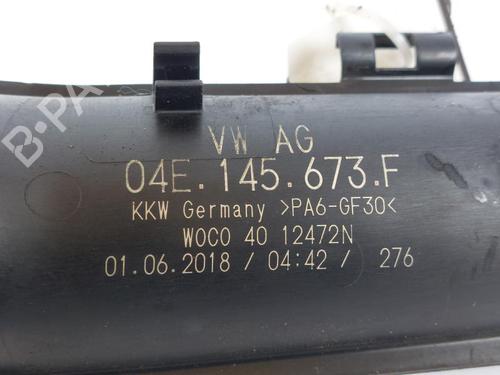 B-PA
VW AG
04E.145.673.F
KKW Germany >PA6-GF30<
WOCO 40 12472N
01.06.2018 / 04:42 / 276